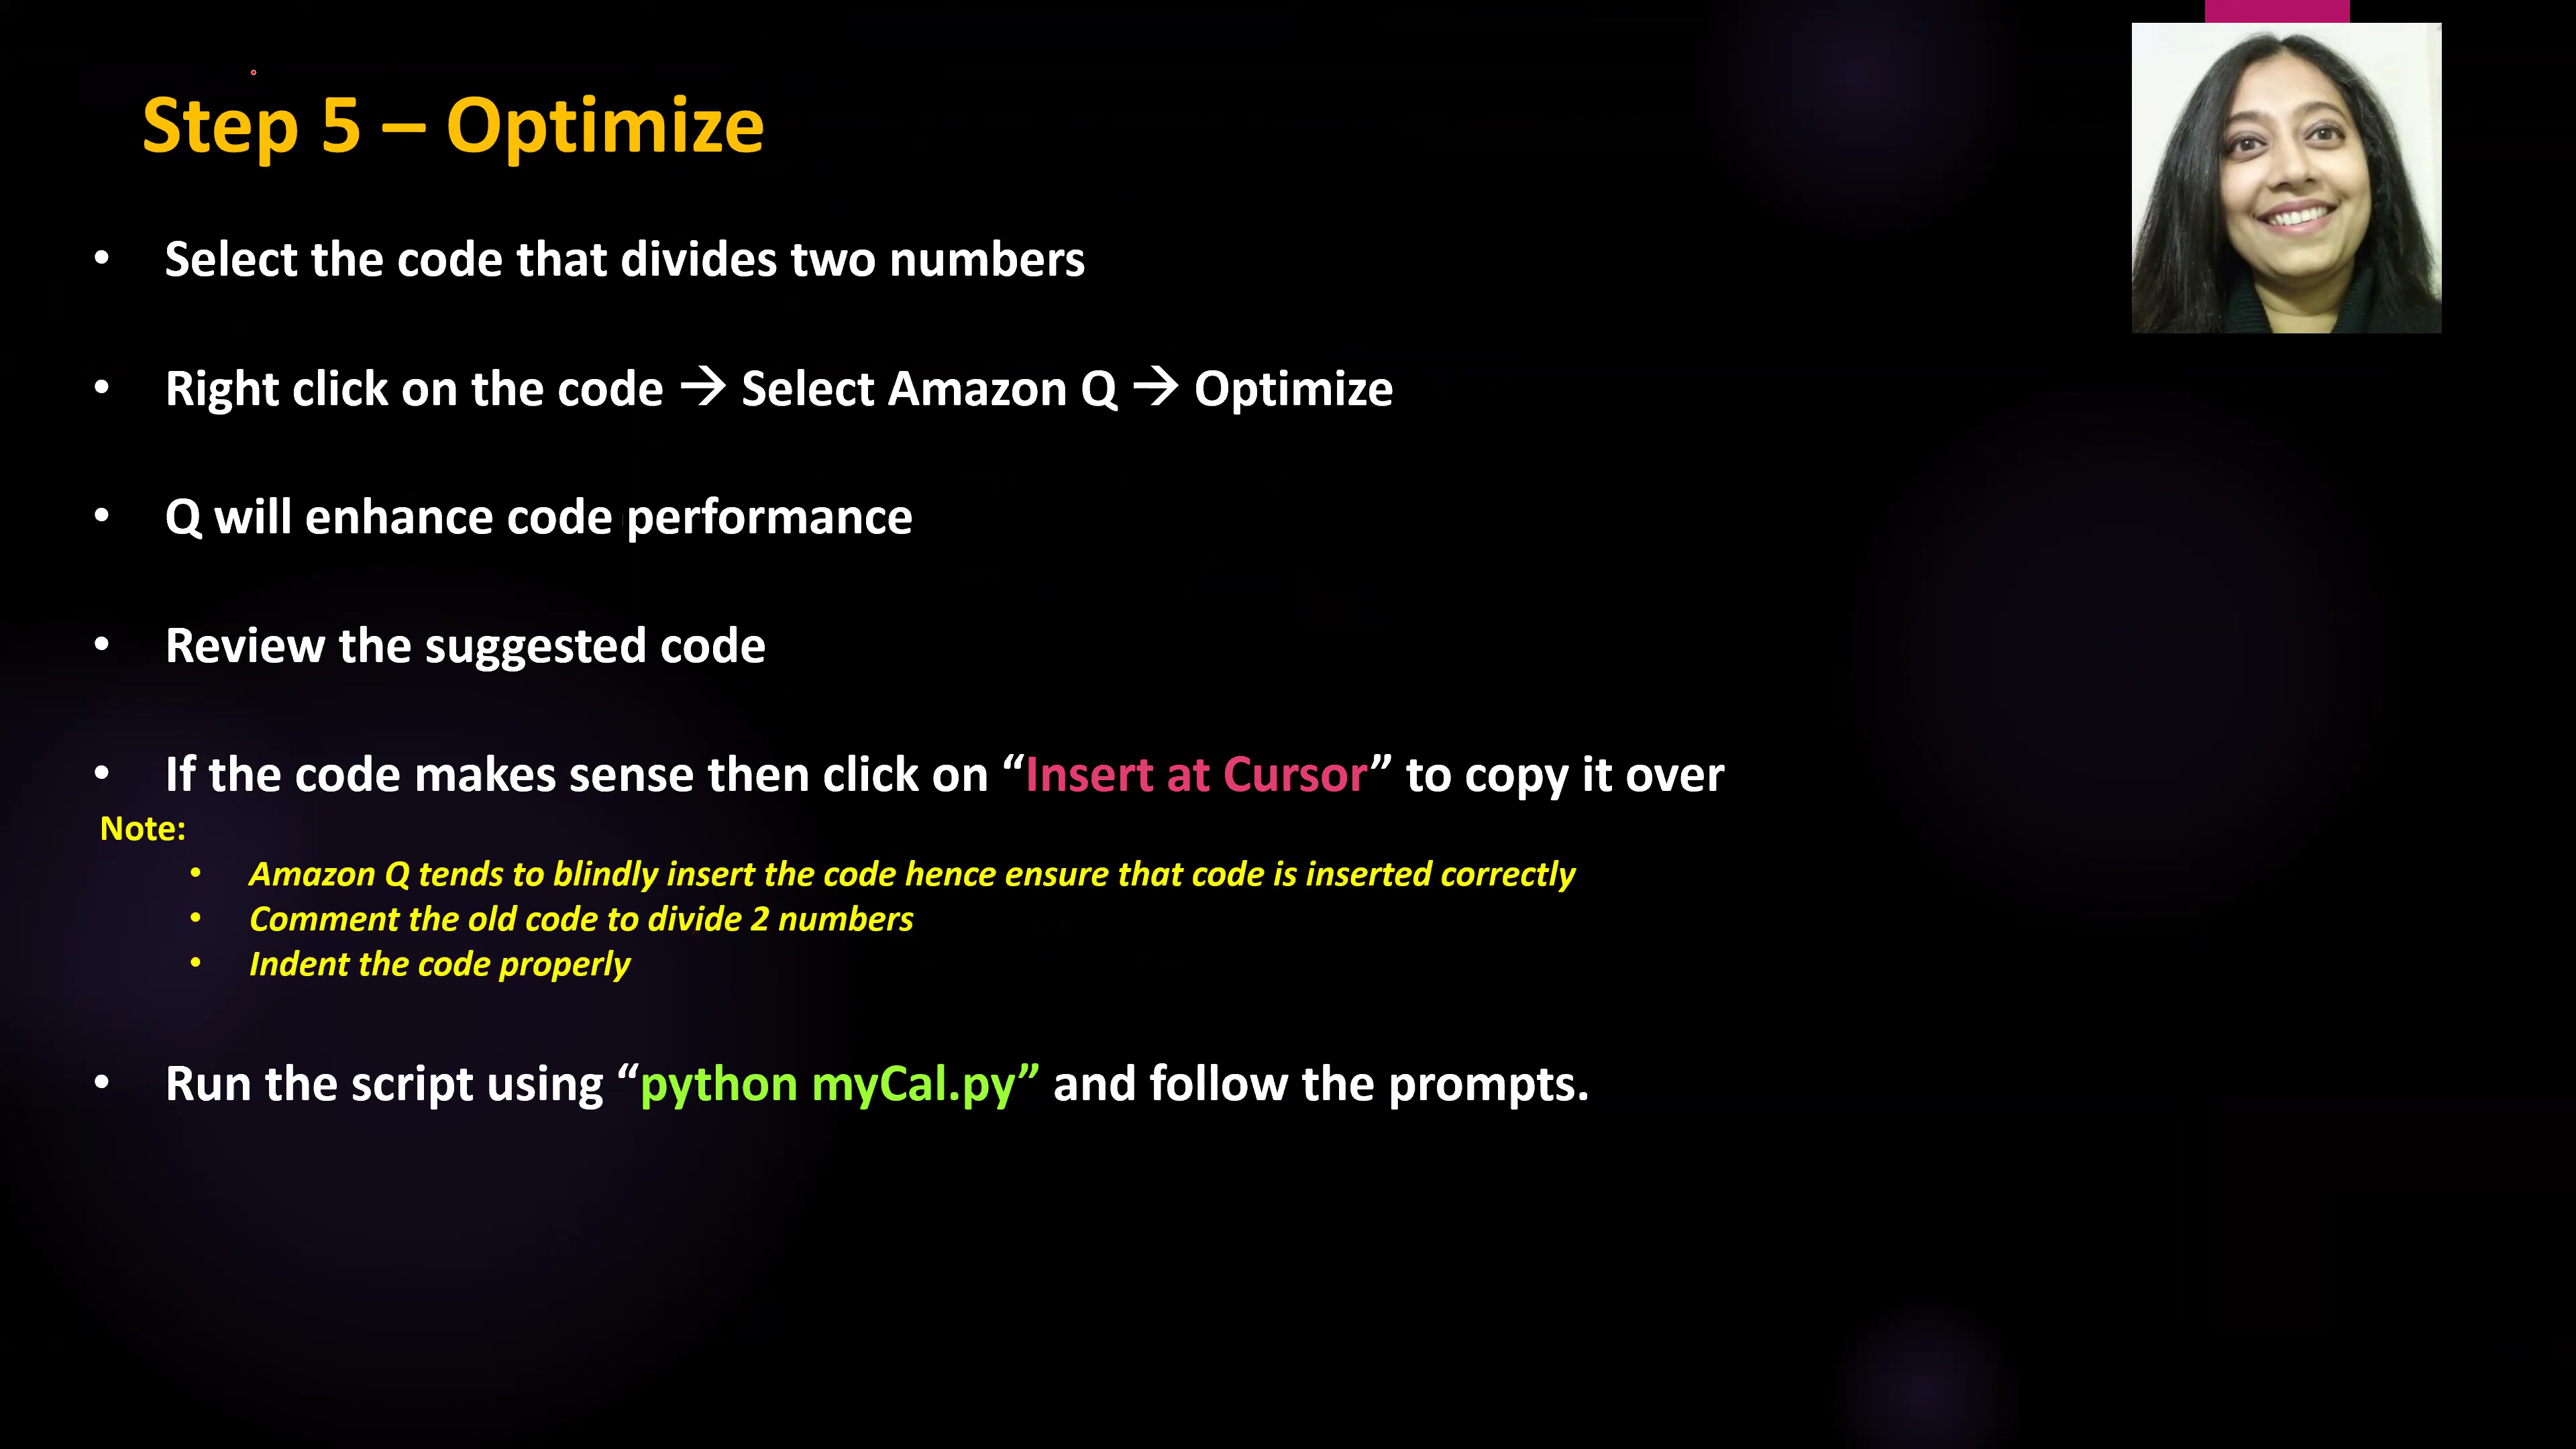 Step 5 – Optimize
• Select the code that divides two numbers
• Right click on the code → Select Amazon Q → Optimize
• Q will enhance code performance
• Review the suggested code
• If the code makes sense then click on “Insert at Cursor” to copy it over
Note:
• Amazon Q tends to blindly insert the code hence ensure that code is inserted correctly
• Comment the old code to divide 2 numbers
• Indent the code properly
• Run the script using “python myCal.py” and follow the prompts.